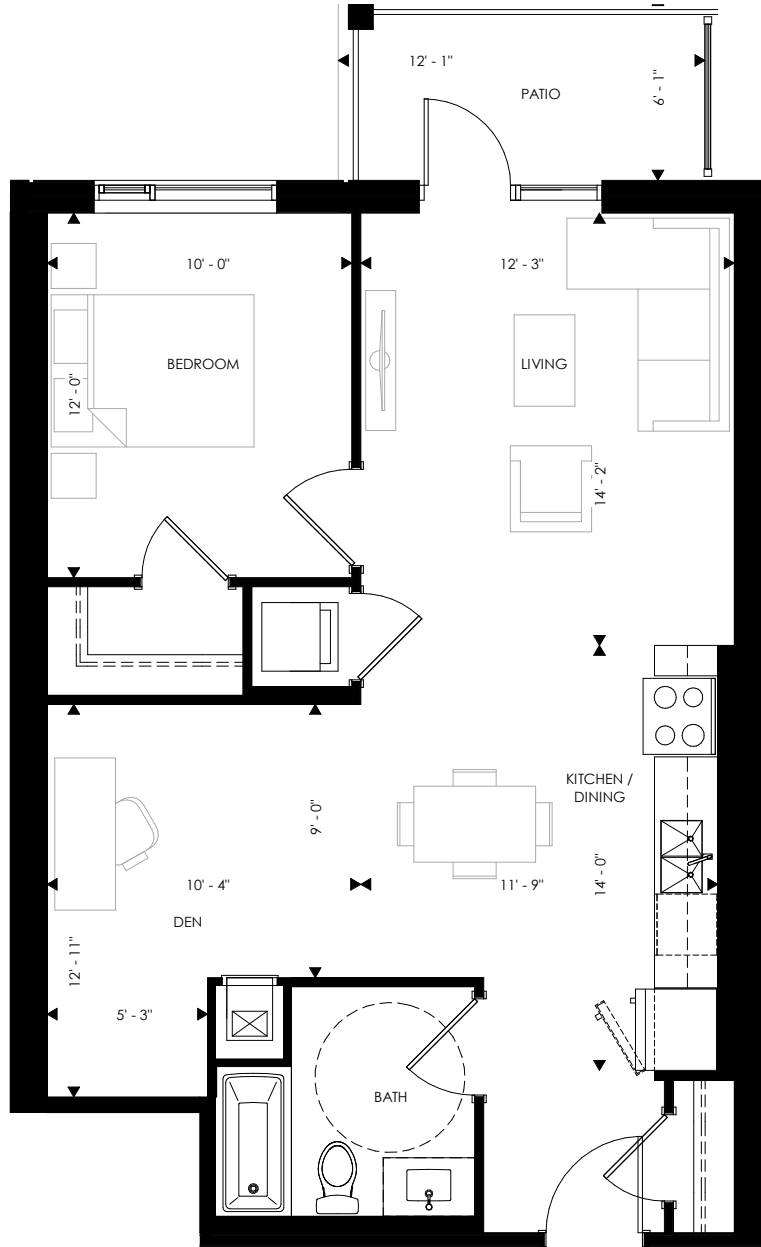 12' - 1"
PATIO
6' - 1"
10' - 0"
12' - 3"
BEDROOM
LIVING
12' - 0"
14' - 2"
KITCHEN /
DINING
9' - 0"
10' - 4"
11' - 9"
14' - 0"
DEN
12' - 11"
5' - 3"
BATH